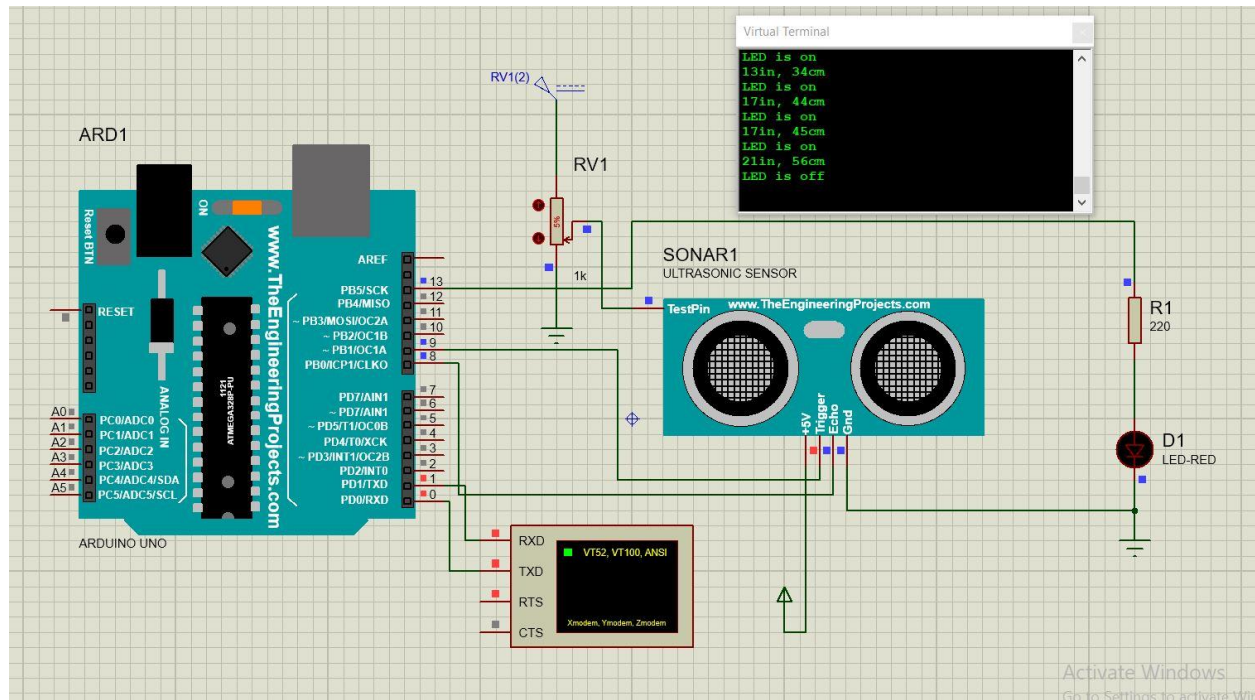 Virtual Terminal
LED is on
13in, 34cm
LED is on
17in, 44cm
LED is on
17in, 45cm
LED is on
21in, 56cm
LED is off
RV1(2)
RV1
5%
1k
ARD1
Reset BTN
ON
www.TheEngineeringProjects.com
AREF
RESET
PB5/SCK
13
PB4/MISO
12
~ PB3/MOSI/OC2A
11
~ PB2/OC1B
10
~ PB1/OC1A
9
PB0/ICP1/CLKO
8
1121
ATMEGA328P-PU
ANALOG IN
PD7/AIN1
7
~ PD7/AIN1
6
~ PD5/T1/OC0B
5
PD4/T0/XCK
4
~ PD3/INT1/OC2B
3
PD2/INT0
2
PD1/TXD
1
PD0/RXD
0
A0
PC0/ADC0
A1
PC1/ADC1
A2
PC2/ADC2
A3
PC3/ADC3
A4
PC4/ADC4/SDA
A5
PC5/ADC5/SCL
ARDUINO UNO
SONAR1
ULTRASONIC SENSOR
TestPin
www.TheEngineeringProjects.com
+5V
Trigger
Echo
Gnd
R1
220
D1
LED-RED
RXD
TXD
RTS
CTS
VT52, VT100, ANSI
Xmodem, Ymodem, Zmodem
Activate Windows
Go to Settings to activate Win